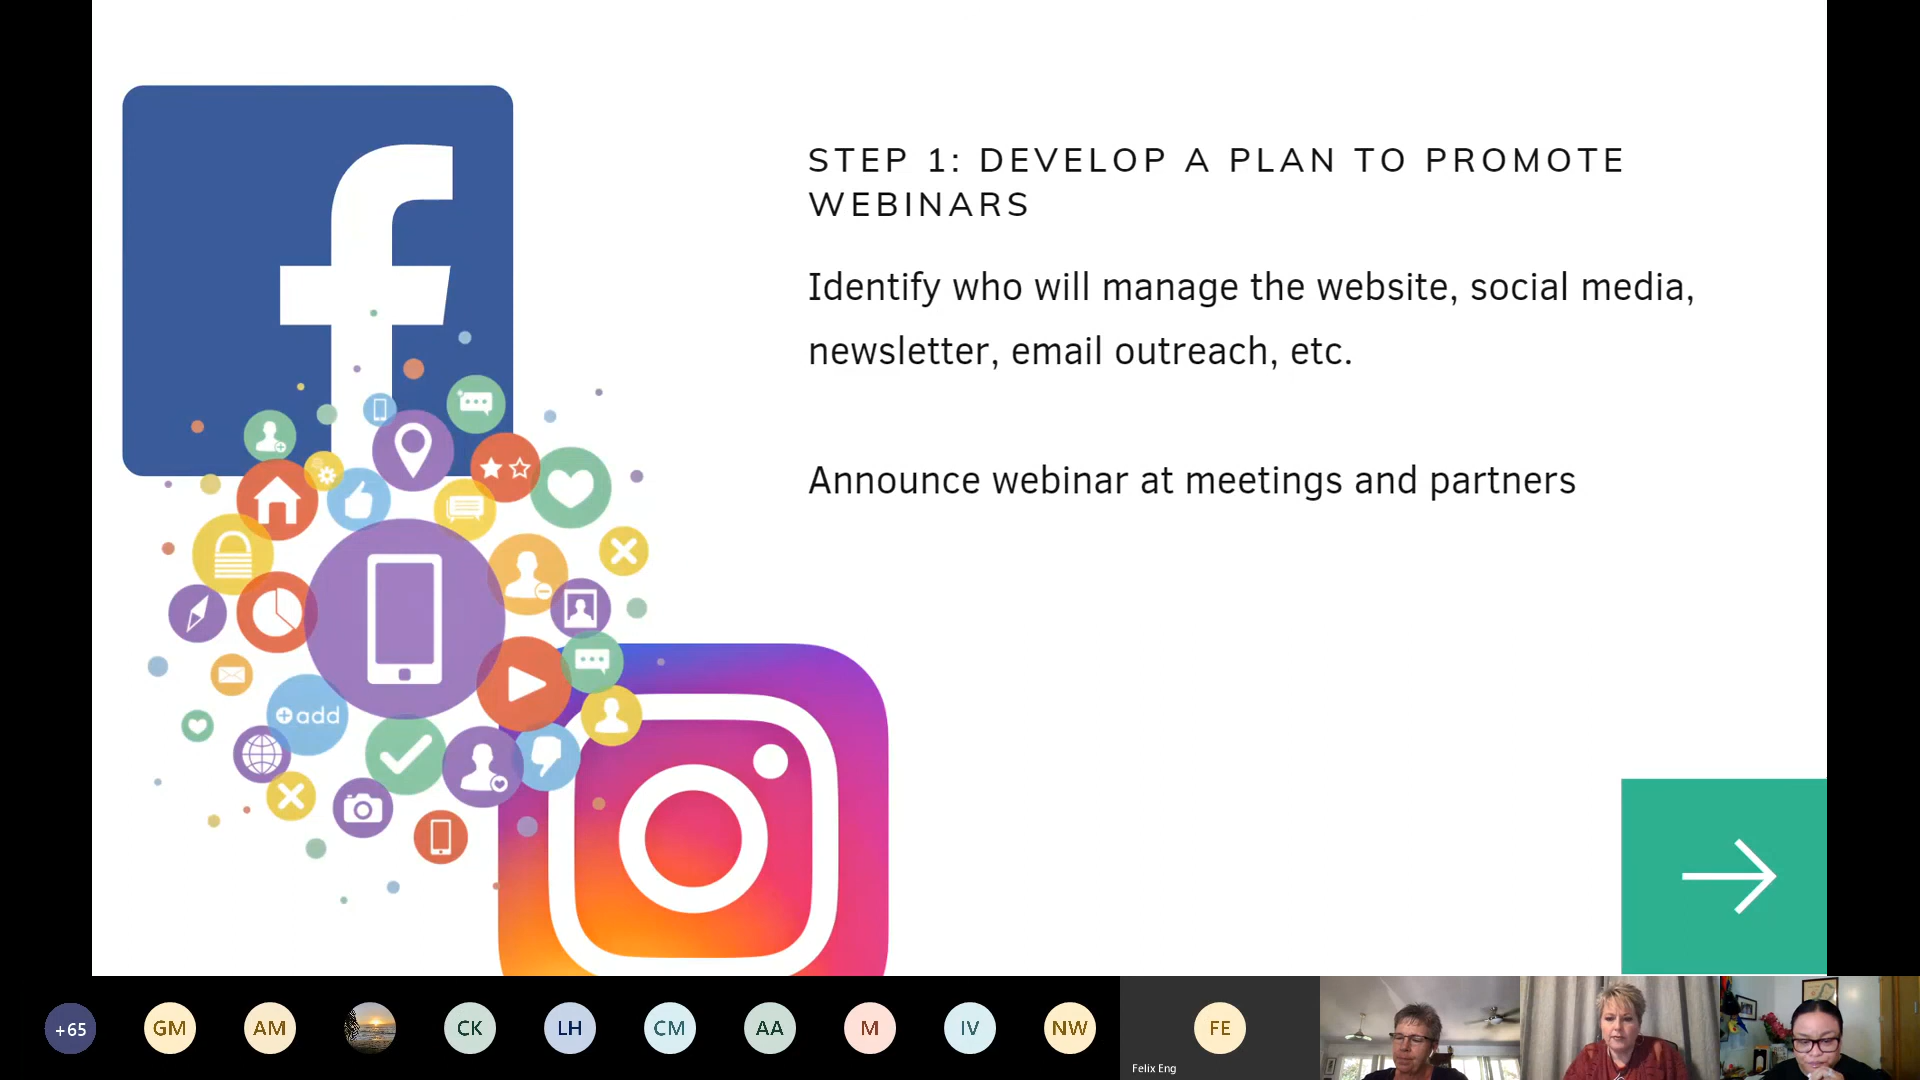 STEP 1: DEVELOP A PLAN TO PROMOTE
WEBINARS
Identify who will manage the website, social media,
newsletter, email outreach, etc.
Announce webinar at meetings and partners
f
add
+65
GM
AM
CK
LH
CM
AA
M
IV
NW
FE
Felix Eng